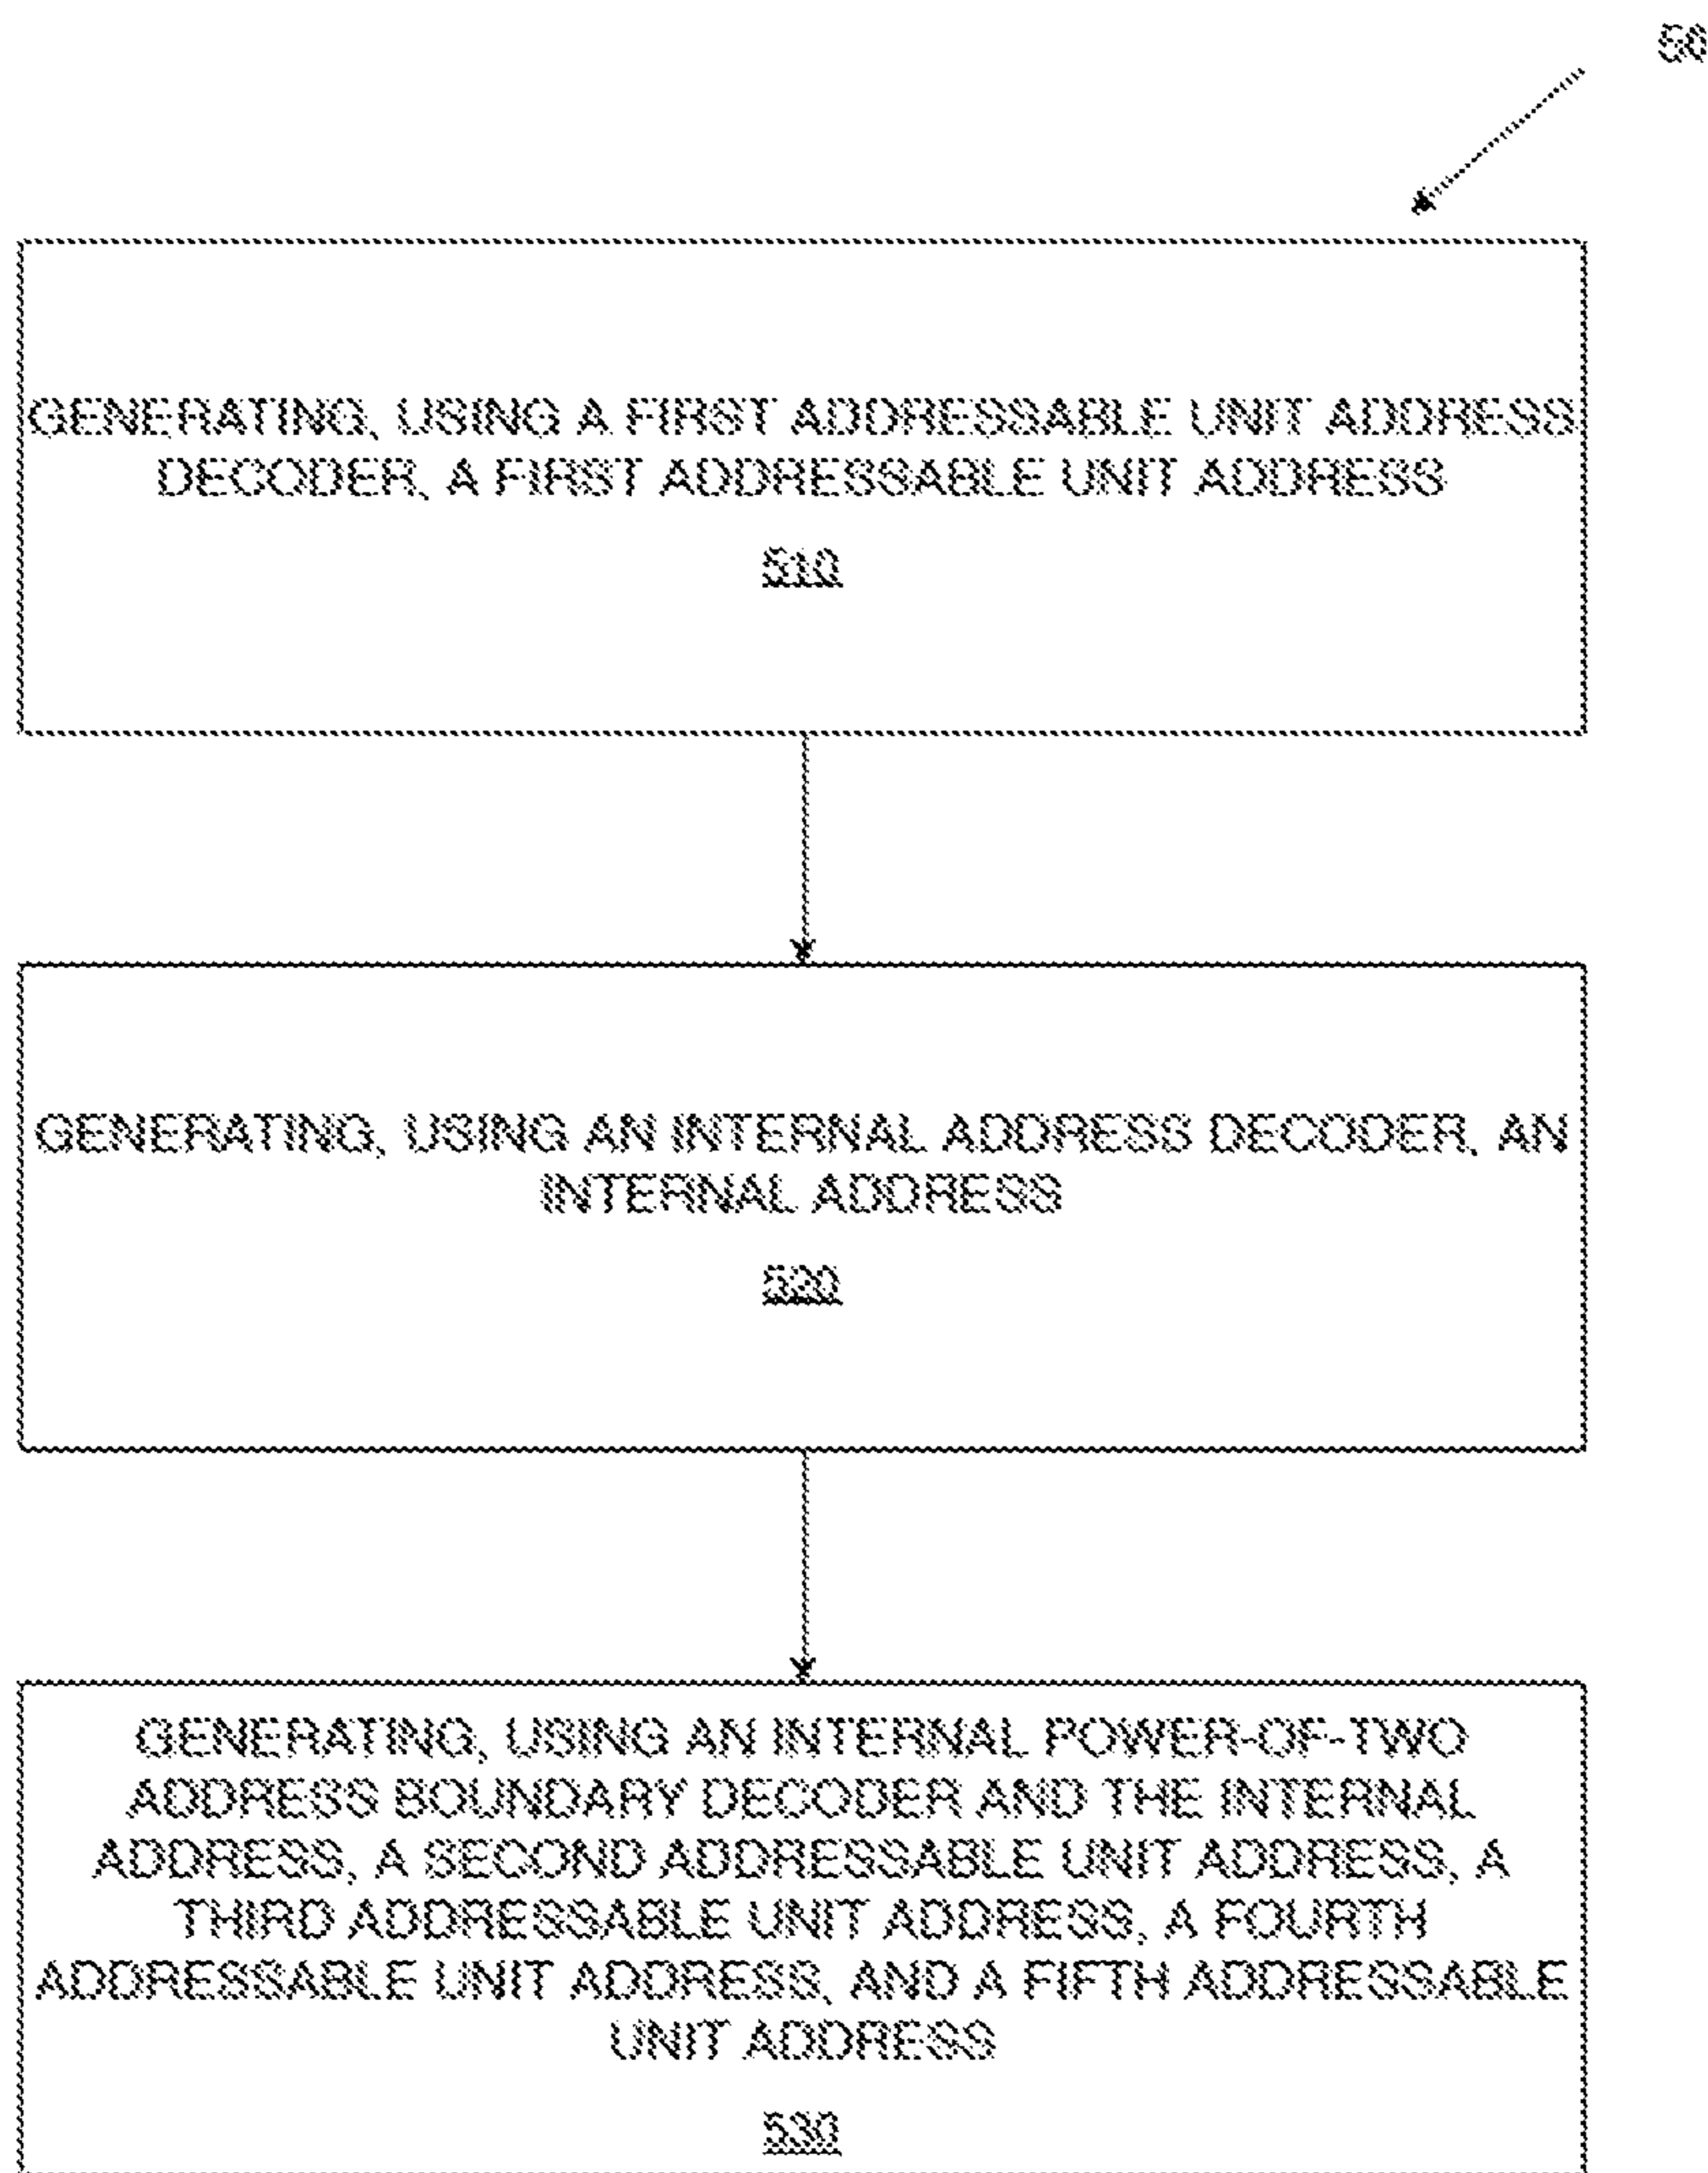 50
GENERATING, USING A FIRST ADDRESSABLE UNIT ADDRESS
DECODER, A FIRST ADDRESSABLE UNIT ADDRESS
510
GENERATING, USING AN INTERNAL ADDRESS DECODER, AN
INTERNAL ADDRESS
520
GENERATING, USING AN INTERNAL POWER-OF-TWO
ADDRESS BOUNDARY DECODER AND THE INTERNAL
ADDRESS, A SECOND ADDRESSABLE UNIT ADDRESS, A
THIRD ADDRESSABLE UNIT ADDRESS, A FOURTH
ADDRESSABLE UNIT ADDRESS, AND A FIFTH ADDRESSABLE
UNIT ADDRESS
530